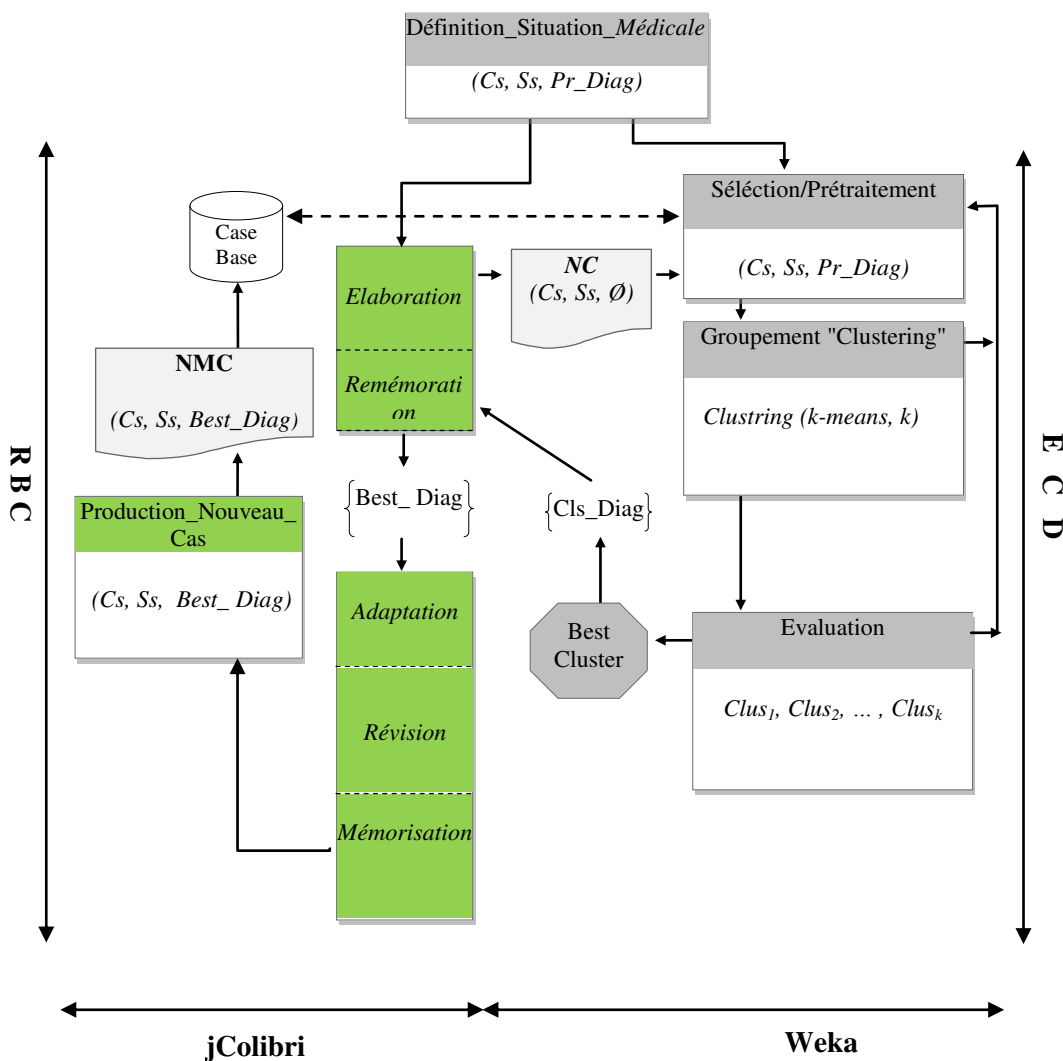 Définition_Situation_Médicale
(Cs, Ss, Pr_Diag)
Séléction/Prétraitement
(Cs, Ss, Pr_Diag)
Case
Base
Elaboration
NC
(Cs, Ss, Ø)
Remémorati
on
Groupement "Clustering"
Clustring (k-means, k)
NMC
(Cs, Ss, Best_Diag)
RBC
E C D
{Best_ Diag}
{Cls_Diag}
Production_Nouveau_
Cas
(Cs, Ss, Best_ Diag)
Adaptation
Best
Cluster
Evaluation
Clus1, Clus2, ... , Clusk
Révision
Mémorisation
jColibri
Weka